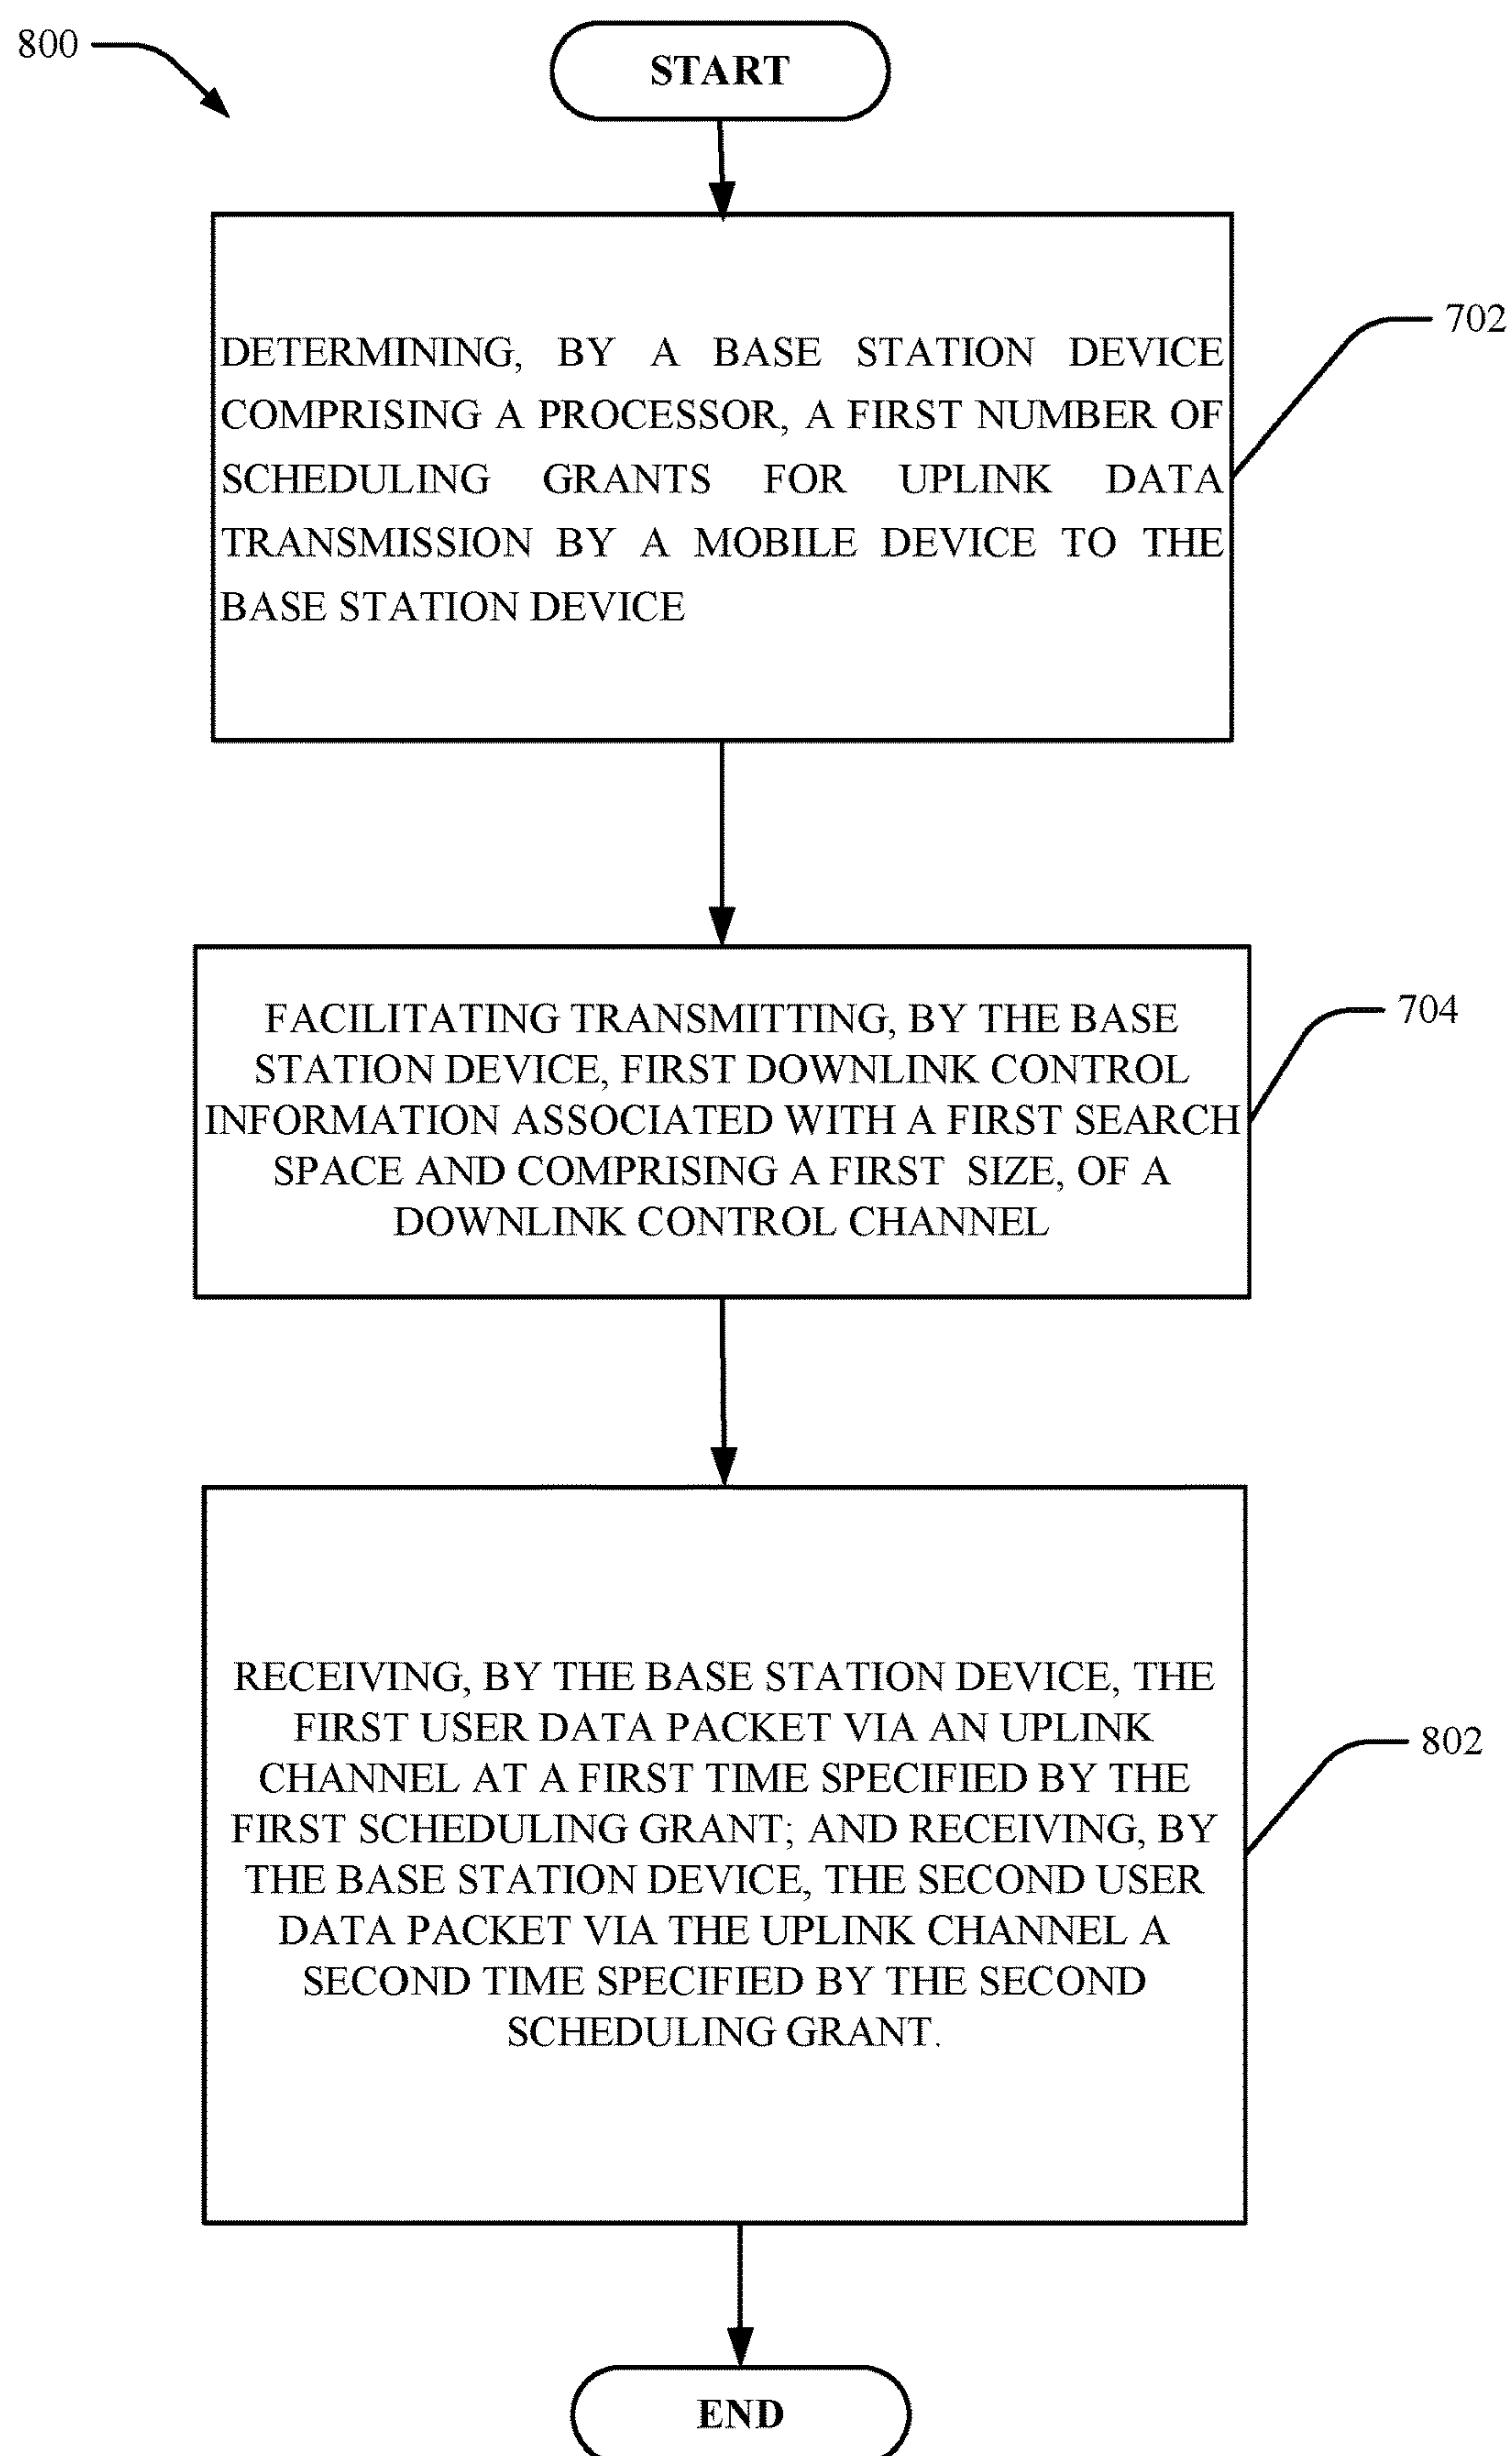 800
START
DETERMINING, BY A BASE STATION DEVICE
COMPRISING A PROCESSOR, A FIRST NUMBER OF
SCHEDULING GRANTS FOR UPLINK DATA
TRANSMISSION BY A MOBILE DEVICE TO THE
BASE STATION DEVICE
702
FACILITATING TRANSMITTING, BY THE BASE
STATION DEVICE, FIRST DOWNLINK CONTROL
INFORMATION ASSOCIATED WITH A FIRST SEARCH
SPACE AND COMPRISING A FIRST SIZE, OF A
DOWNLINK CONTROL CHANNEL
704
RECEIVING, BY THE BASE STATION DEVICE, THE
FIRST USER DATA PACKET VIA AN UPLINK
CHANNEL AT A FIRST TIME SPECIFIED BY THE
FIRST SCHEDULING GRANT; AND RECEIVING, BY
THE BASE STATION DEVICE, THE SECOND USER
DATA PACKET VIA THE UPLINK CHANNEL A
SECOND TIME SPECIFIED BY THE SECOND
SCHEDULING GRANT.
802
END